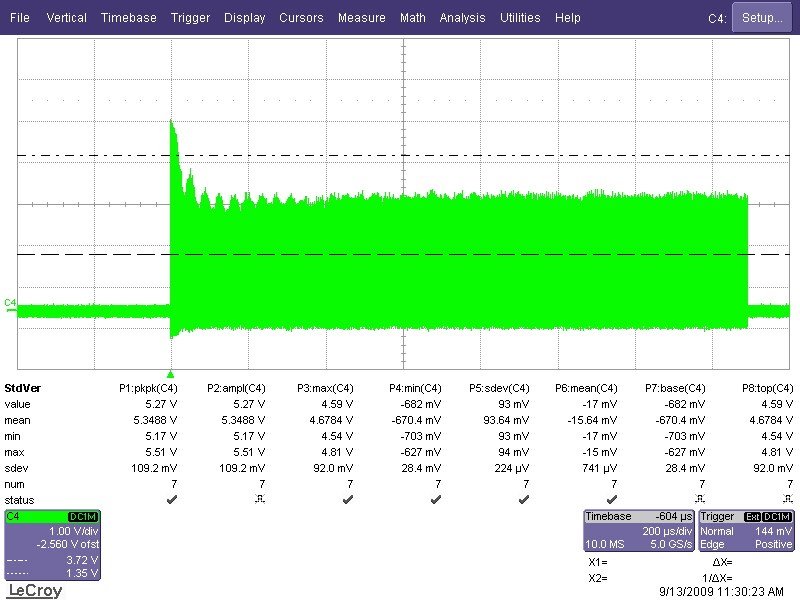 File Vertical Timebase Trigger Display Cursors Measure Math Analysis Utilities Help C4: Setup...
C4
StdVer P1:pkpk(C4) P2:ampl(C4) P3:max(C4) P4:min(C4) P5:sdev(C4) P6:mean(C4) P7:base(C4) P8:top(C4)
value 5.27 V 5.27 V 4.59 V -682 mV 93 mV -17 mV -682 mV 4.59 V
mean 5.3488 V 5.3488 V 4.6784 V -670.4 mV 93.64 mV -15.64 mV -670.4 mV 4.6784 V
min 5.17 V 5.17 V 4.54 V -703 mV 93 mV -17 mV -703 mV 4.54 V
max 5.51 V 5.51 V 4.81 V -627 mV 94 mV -15 mV -627 mV 4.81 V
sdev 109.2 mV 109.2 mV 92.0 mV 28.4 mV 224 µV 741 µV 28.4 mV 92.0 mV
num 7 7 7 7 7 7 7 7
status
C4 DC1M
1.00 V/div
-2.560 V ofst
3.72 V
1.35 V
Timebase -604 µs
200 µs/div
10.0 MS 5.0 GS/s
Trigger Ext DC1M
Normal 144 mV
Edge Positive
X1= ΔX=
X2= 1/ΔX=
LeCroy
9/13/2009 11:30:23 AM